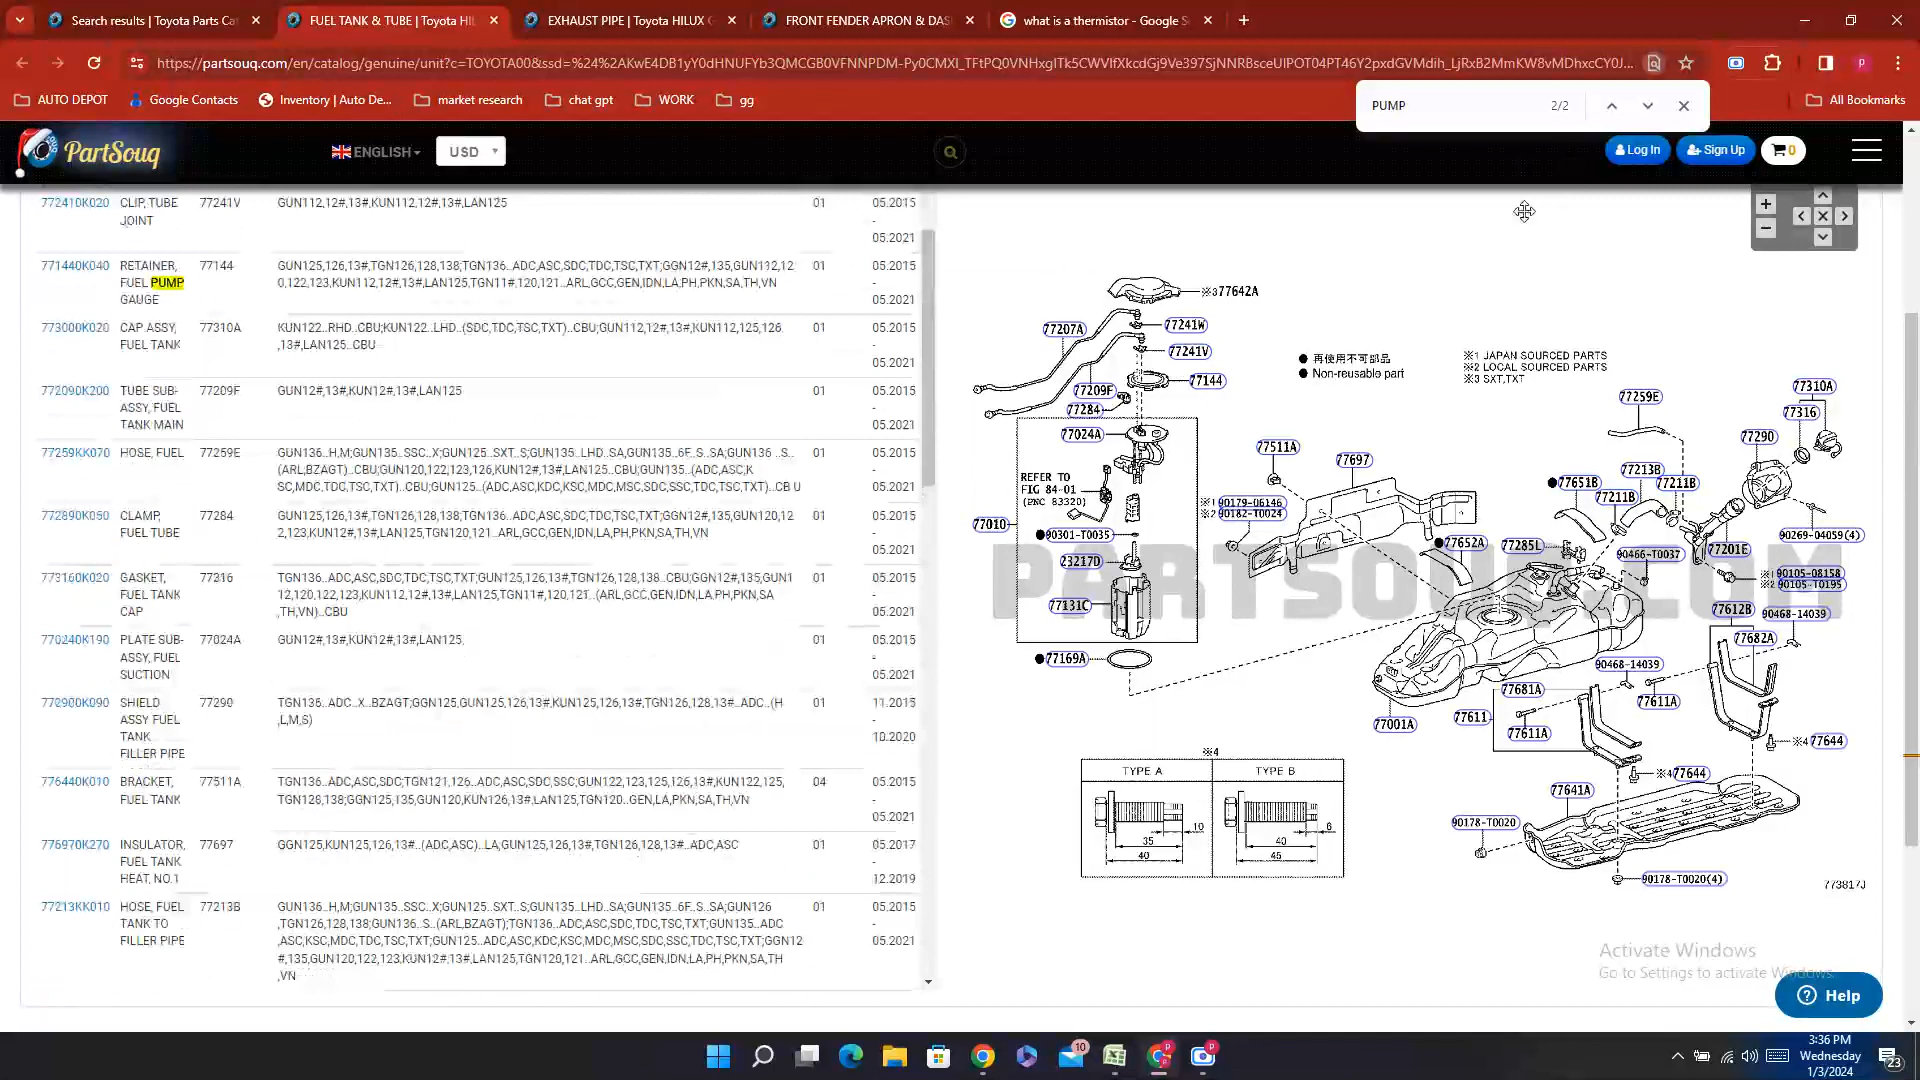 Search results | Toyota Parts Cat
FUEL TANK & TUBE | Toyota HIL
EXHAUST PIPE | Toyota HILUX
FRONT FENDER APRON & DAS
what is a thermistor - Google S
AUTO DEPOT
Google Contacts
Inventory | Auto De...
market research
chat gpt
WORK
gg
All Bookmarks
PUMP
2/2
PartSouq
ENGLISH
USD
Log In
Sign Up
0
772410K020 CLIP, TUBE JOINT 77241V GUN112,12#,13#,KUN112,12#,13#,LAN125 01 05.2015 - 05.2021
771440K040 RETAINER, FUEL PUMP GAUGE 77144 GUN125,126,13#,TGN126,128,138;TGN136..ADC,ASC,SDC,TDC,TSC,TXT;GGN12#,135,GUN112,12
0,122,123,KUN112,12#,13#,LAN125,TGN11#,120,121..ARL,GCC,GEN,IDN,LA,PH,PKN,SA,TH,VN 01 05.2015 - 05.2021
773000K020 CAP ASSY, FUEL TANK 77310A KUN122..RHD..CBU;KUN122..LHD..(SDC,TDC,TSC,TXT)..CBU;GUN112,12#,13#,KUN112,125,126
,13#,LAN125..CBU 01 05.2015 - 05.2021
772090K200 TUBE SUB-ASSY, FUEL TANK MAIN 77209F GUN12#,13#,KUN12#,13#,LAN125 01 05.2015 - 05.2021
77259KK070 HOSE, FUEL 77259E GUN136..H,M;GUN135..SSC..X;GUN125..SXT..S;GUN135..LHD..SA,GUN135..6F..S..SA;GUN136 ..S..
(ARL,BZAGT)..CBU;GUN120,122,123,126,KUN12#,13#,LAN125..CBU;GUN135..(ADC,ASC,K
SC,MDC,TDC,TSC,TXT)..CBU;GUN125..(ADC,ASC,KDC,KSC,MDC,MSC,SDC,SSC,TDC,TSC,TXT)..CB U 01 05.2015 - 05.2021
772890K050 CLAMP, FUEL TUBE 77284 GUN125,126,13#,TGN126,128,138;TGN136..ADC,ASC,SDC,TDC,TSC,TXT;GGN12#,135,GUN120,12
2,123,KUN12#,13#,LAN125,TGN120,121..ARL,GCC,GEN,IDN,LA,PH,PKN,SA,TH,VN 01 05.2015 - 05.2021
773160K020 GASKET, FUEL TANK CAP 77316 TGN136..ADC,ASC,SDC,TDC,TSC,TXT;GUN125,126,13#,TGN126,128,138..CBU;GGN12#,135,GUN1
12,120,122,123,KUN112,12#,13#,LAN125,TGN11#,120,121..(ARL,GCC,GEN,IDN,LA,PH,PKN,SA
,TH,VN)..CBU 01 05.2015 - 05.2021
770240K190 PLATE SUB-ASSY, FUEL SUCTION 77024A GUN12#,13#,KUN12#,13#,LAN125, 01 05.2015 - 05.2021
772900K090 SHIELD ASSY FUEL TANK FILLER PIPE 77290 TGN136..ADC..X..BZAGT;GGN125,GUN125,126,13#,KUN125,126,13#,TGN126,128,13#..ADC..(H
,L,M,S) 01 11.2015 - 10.2020
776440K010 BRACKET, FUEL TANK 77511A TGN136..ADC,ASC,SDC;TGN121,126..ADC,ASC,SDC,SSC;GUN122,123,125,126,13#,KUN122,125,
TGN128,138;GGN125,135,GUN120,KUN126,13#,LAN125,TGN120..GEN,LA,PKN,SA,TH,VN 04 05.2015 - 05.2021
776970K270 INSULATOR, FUEL TANK HEAT, NO.1 77697 GGN125,KUN125,126,13#..(ADC,ASC)..LA;GUN125,126,13#,TGN126,128,13#..ADC,ASC 01 05.2017 - 12.2019
77213KK010 HOSE, FUEL TANK TO FILLER PIPE 77213B GUN136..H,M;GUN135..SSC..X;GUN125..SXT..S;GUN135..LHD..SA;GUN135..6F..S..SA;GUN126
,TGN126,128,138;GUN136..S..(ARL,BZAGT);TGN136..ADC,ASC,SDC,TDC,TSC,TXT;GUN135..ADC
,ASC,KSC,MDC,TDC,TSC,TXT;GUN125..ADC,ASC,KDC,KSC,MDC,MSC,SDC,SSC,TDC,TSC,TXT;GGN12
#,135,GUN120,122,123,KUN12#,13#,LAN125,TGN120,121..ARL,GCC,GEN,IDN,LA,PH,PKN,SA,TH
,VN 01 05.2015 - 05.2021
※3 77642A
77207A
77241W
77241V
77144
77209F
77284
77024A
REFER TO
FIG 84-01
(PNC 83320)
77010
90301-T0035
23217D
77131C
77169A
● 再使用不可部品
● Non-reusable part
※1 JAPAN SOURCED PARTS
※2 LOCAL SOURCED PARTS
※3 SXT,TXT
77310A
77316
77259E
77290
77511A
77697
77213B
77651B
77211B
77211B
※1 90179-06146
※2 90182-T0024
77652A
77285L
90466-T0037
77201E
90269-04059(4)
※1 90105-08158
※2 90105-T0195
77612B
90468-14039
77682A
90468-14039
77681A
77611A
77611
77611A
77001A
※4 77644
※4 77644
77641A
90178-T0020
90178-T0020(4)
※4
TYPE A
TYPE B
10
35
40
6
40
45
773817J
PARTSOUQ.COM
Activate Windows
Go to Settings to activate Windows.
Help
10
3:36 PM
Wednesday
1/3/2024
23